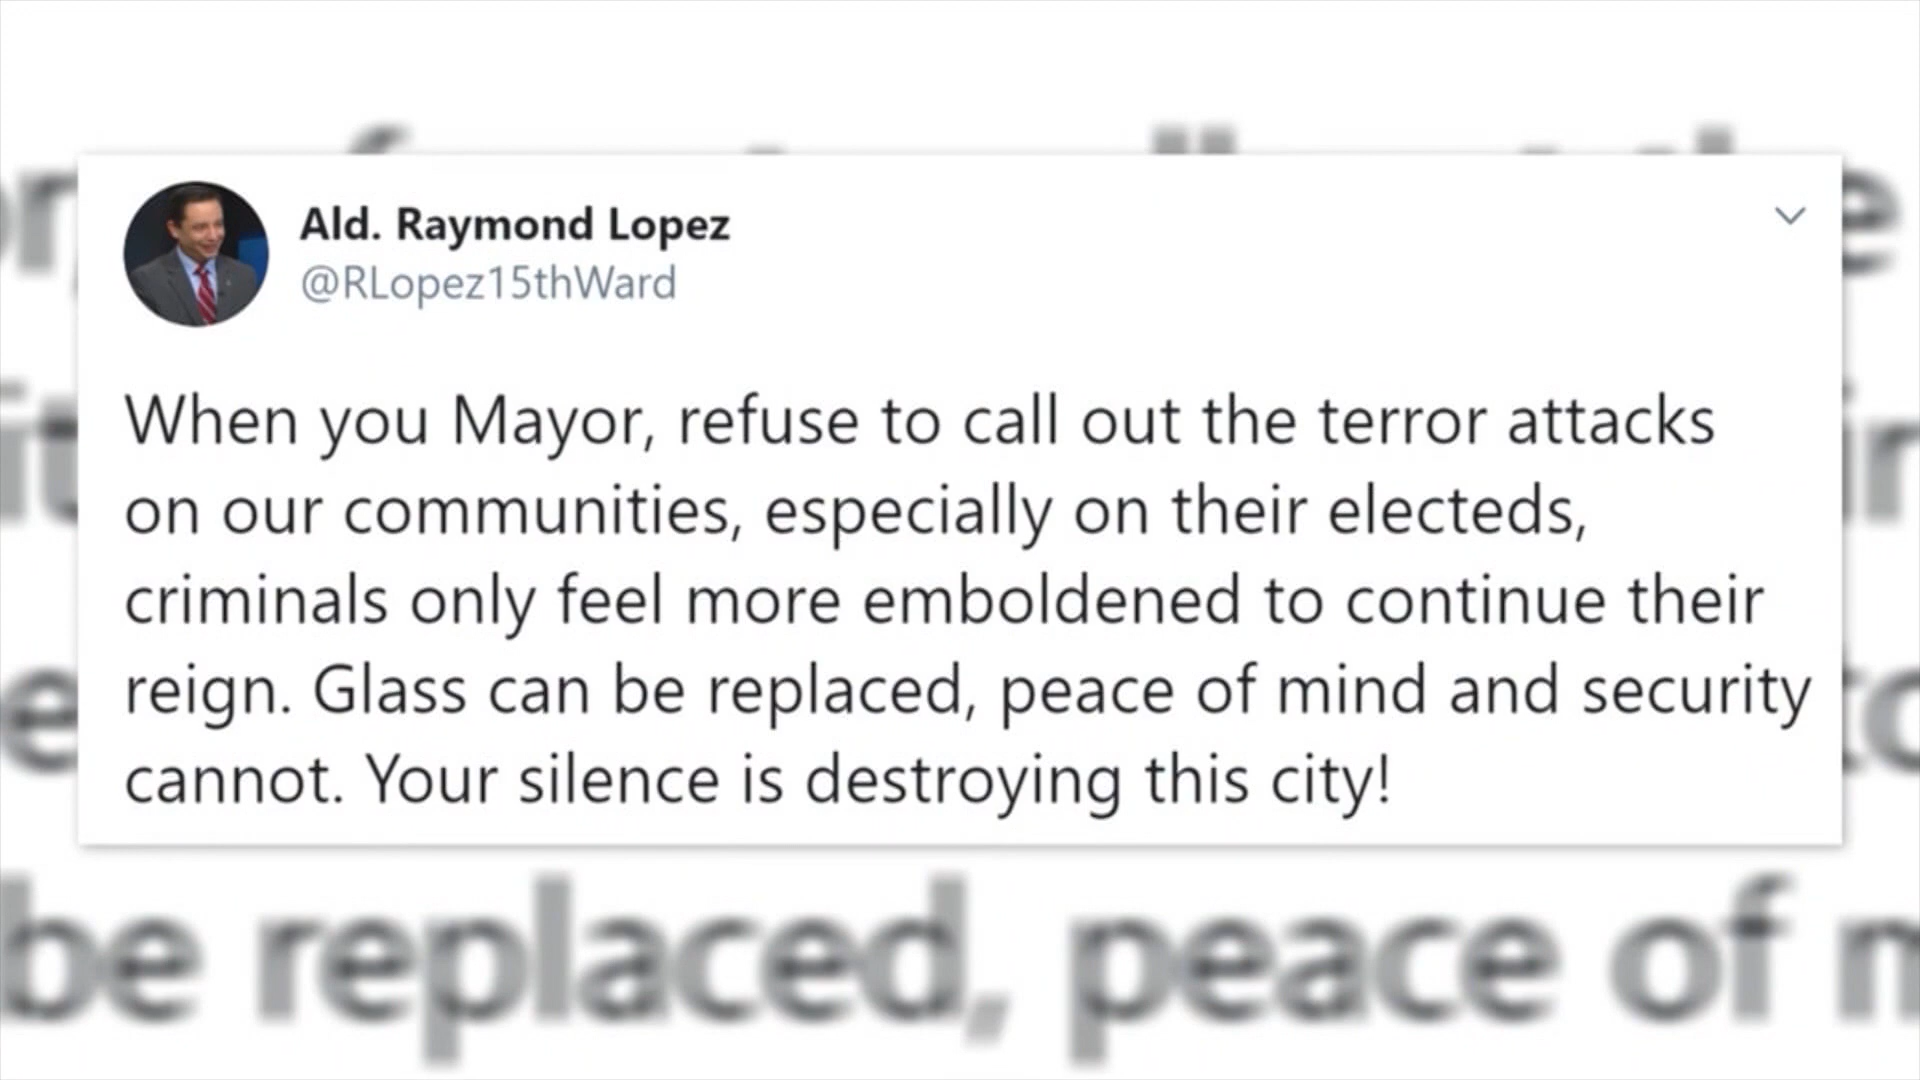 Ald. Raymond Lopez
@RLopez15thWard
When you Mayor, refuse to call out the terror attacks
on our communities, especially on their electeds,
criminals only feel more emboldened to continue their
reign. Glass can be replaced, peace of mind and security
cannot. Your silence is destroying this city!
be replaced, peace of